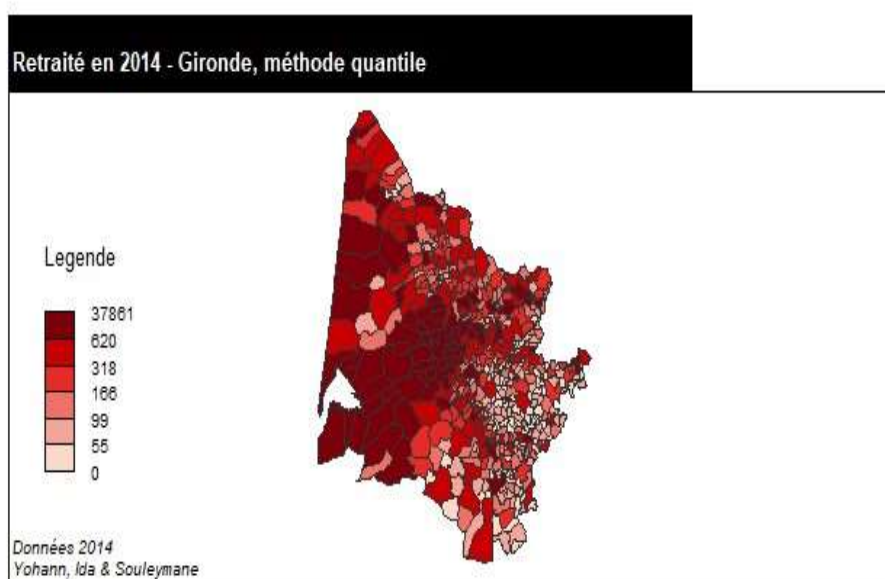 Retraité en 2014 - Gironde, méthode quantile
Legende
37861
620
318
166
99
55
0
Données 2014
Yohann, Ida & Souleymane